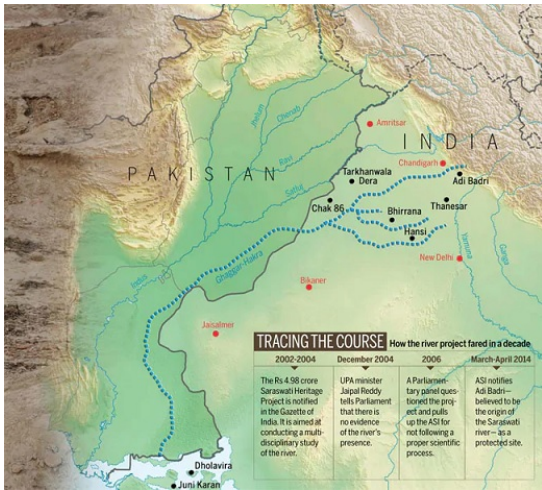 Jhelum
Chenab
Amritsar
INDIA
Ravi
PAKISTAN
Chandigarh
Tarkhanwala
Dera
Adi Badri
Satluj
Chak 86
Bhirrana
Thanesar
Hansi
Yamuna
Ganga
New Delhi
Ghaggar-Hakra
Indus
Bikaner
Jaisalmer
TRACING THE COURSE How the river project fared in a decade
2002-2004
The Rs 4.98 crore
Saraswati Heritage
Project is notified
in the Gazette of
India. It is aimed at
conducting a multi-
disciplinary study
of the river.
December 2004
UPA minister
Jaipal Reddy
tells Parliament
that there is
no evidence
of the river's
presence.
2006
A Parliamen-
tary panel ques-
tioned the proj-
ect and pulls
up the ASI for
not following a
proper scientific
process.
March-April 2014
ASI notifies
Adi Badri—
believed to be
the origin of
the Saraswati
river— as a
protected site.
Dholavira
Juni Karan